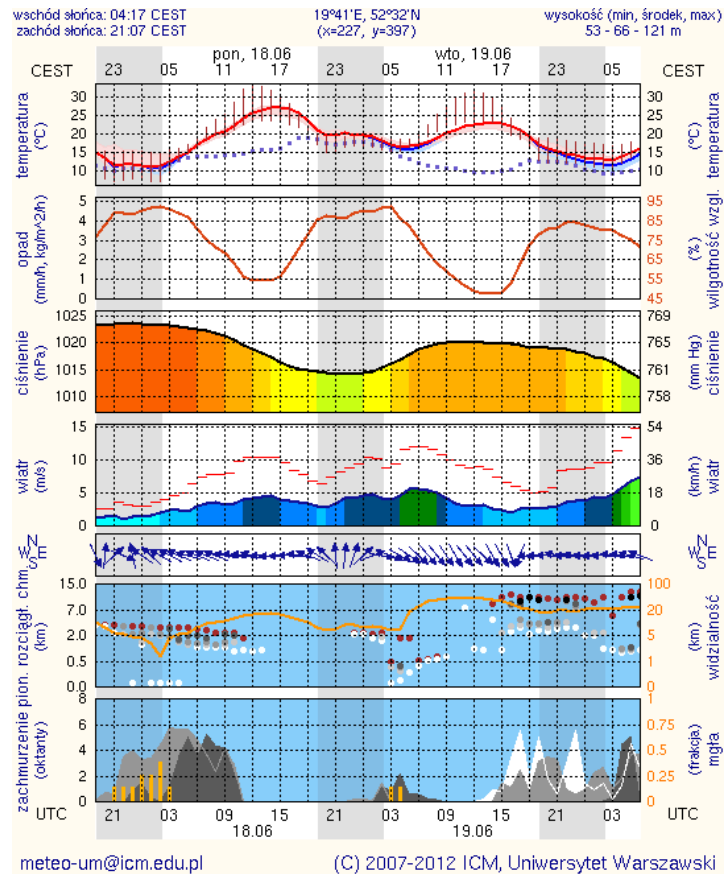 wschód słońca: 04:17 CEST 19°41'E, 52°32'N wysokość (min, środek, max)
zachód słońca: 21:07 CEST (x=227, y=397) 53 - 66 - 121 m
pon, 18.06 wto, 19.06
CEST 23 05 11 17 23 05 11 17 23 05 CEST
temperatura
(°C)
30
25
20
15
10
30
25
20
15
10
(°C)
temperatura
opad
(mm/h, kg/m^2/h)
5
4
3
2
1
0
95
85
75
65
55
45
(%)
wilgotność wzgl.
ciśnienie
(hPa)
1025
1020
1015
1010
769
765
761
758
(mm Hg)
ciśnienie
wiatr
(m/s)
15
10
5
0
54
36
18
0
(km/h)
wiatr
N
W E
S
N
W E
S
pion. rozciągł. chm.
(km)
15.0
7.0
2.0
0.5
0.0
100
20
5
1
0
(km)
widzialność
zachmurzenie
(oktanty)
8
6
4
2
0
1
0.75
0.5
0.25
0
(frakcja)
mgła
UTC 21 03 09 15 21 03 09 15 21 03 UTC
18.06 19.06
meteo-um@icm.edu.pl (C) 2007-2012 ICM, Uniwersytet Warszawski